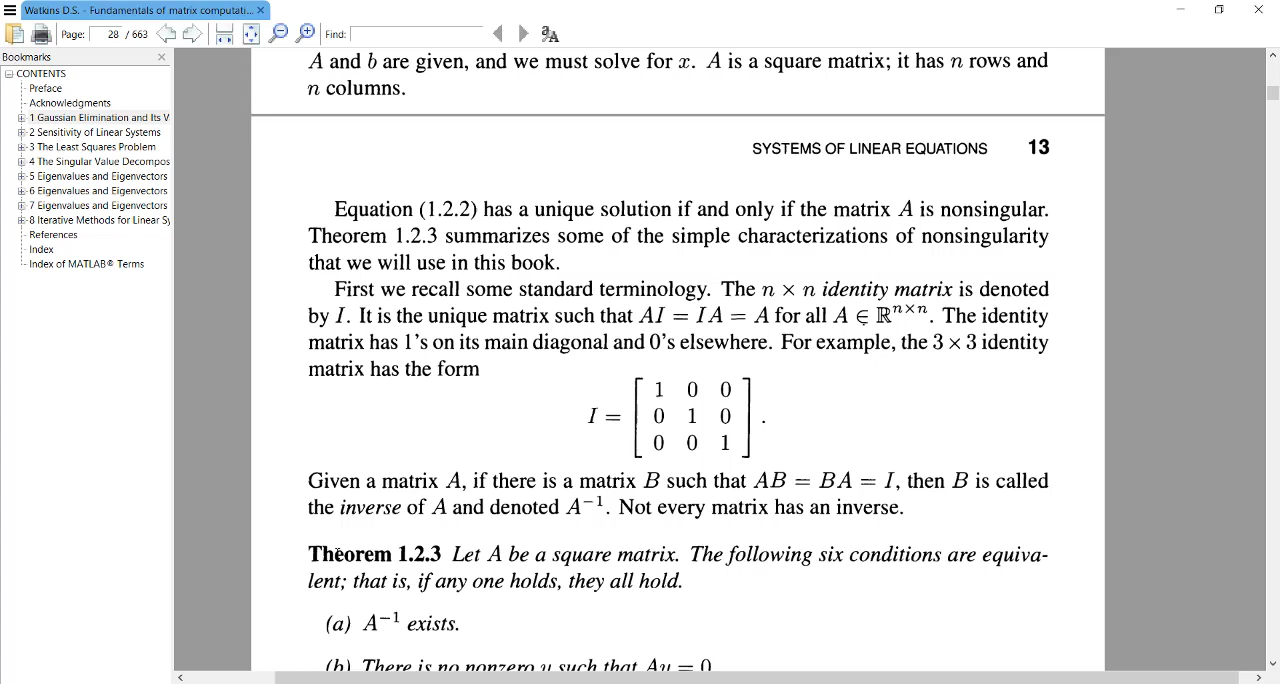 Watkins D.S. - Fundamentals of matrix computati...
Page: 28 / 663 Find:
Bookmarks
CONTENTS
Preface
Acknowledgments
1 Gaussian Elimination and Its V
2 Sensitivity of Linear Systems
3 The Least Squares Problem
4 The Singular Value Decompos
5 Eigenvalues and Eigenvectors
6 Eigenvalues and Eigenvectors
7 Eigenvalues and Eigenvectors
8 Iterative Methods for Linear Sy
References
Index
Index of MATLAB® Terms
A and b are given, and we must solve for x. A is a square matrix; it has n rows and
n columns.
SYSTEMS OF LINEAR EQUATIONS 13
Equation (1.2.2) has a unique solution if and only if the matrix A is nonsingular.
Theorem 1.2.3 summarizes some of the simple characterizations of nonsingularity
that we will use in this book.
First we recall some standard terminology. The n × n identity matrix is denoted
by I. It is the unique matrix such that AI = IA = A for all A ∈ ℝⁿˣⁿ. The identity
matrix has 1's on its main diagonal and 0's elsewhere. For example, the 3 × 3 identity
matrix has the form
1 0 0
I = 0 1 0 .
0 0 1
Given a matrix A, if there is a matrix B such that AB = BA = I, then B is called
the inverse of A and denoted A⁻¹. Not every matrix has an inverse.
Theorem 1.2.3 Let A be a square matrix. The following six conditions are equiva-
lent; that is, if any one holds, they all hold.
(a) A⁻¹ exists.
(b) There is no nonzero y such that Ay = 0